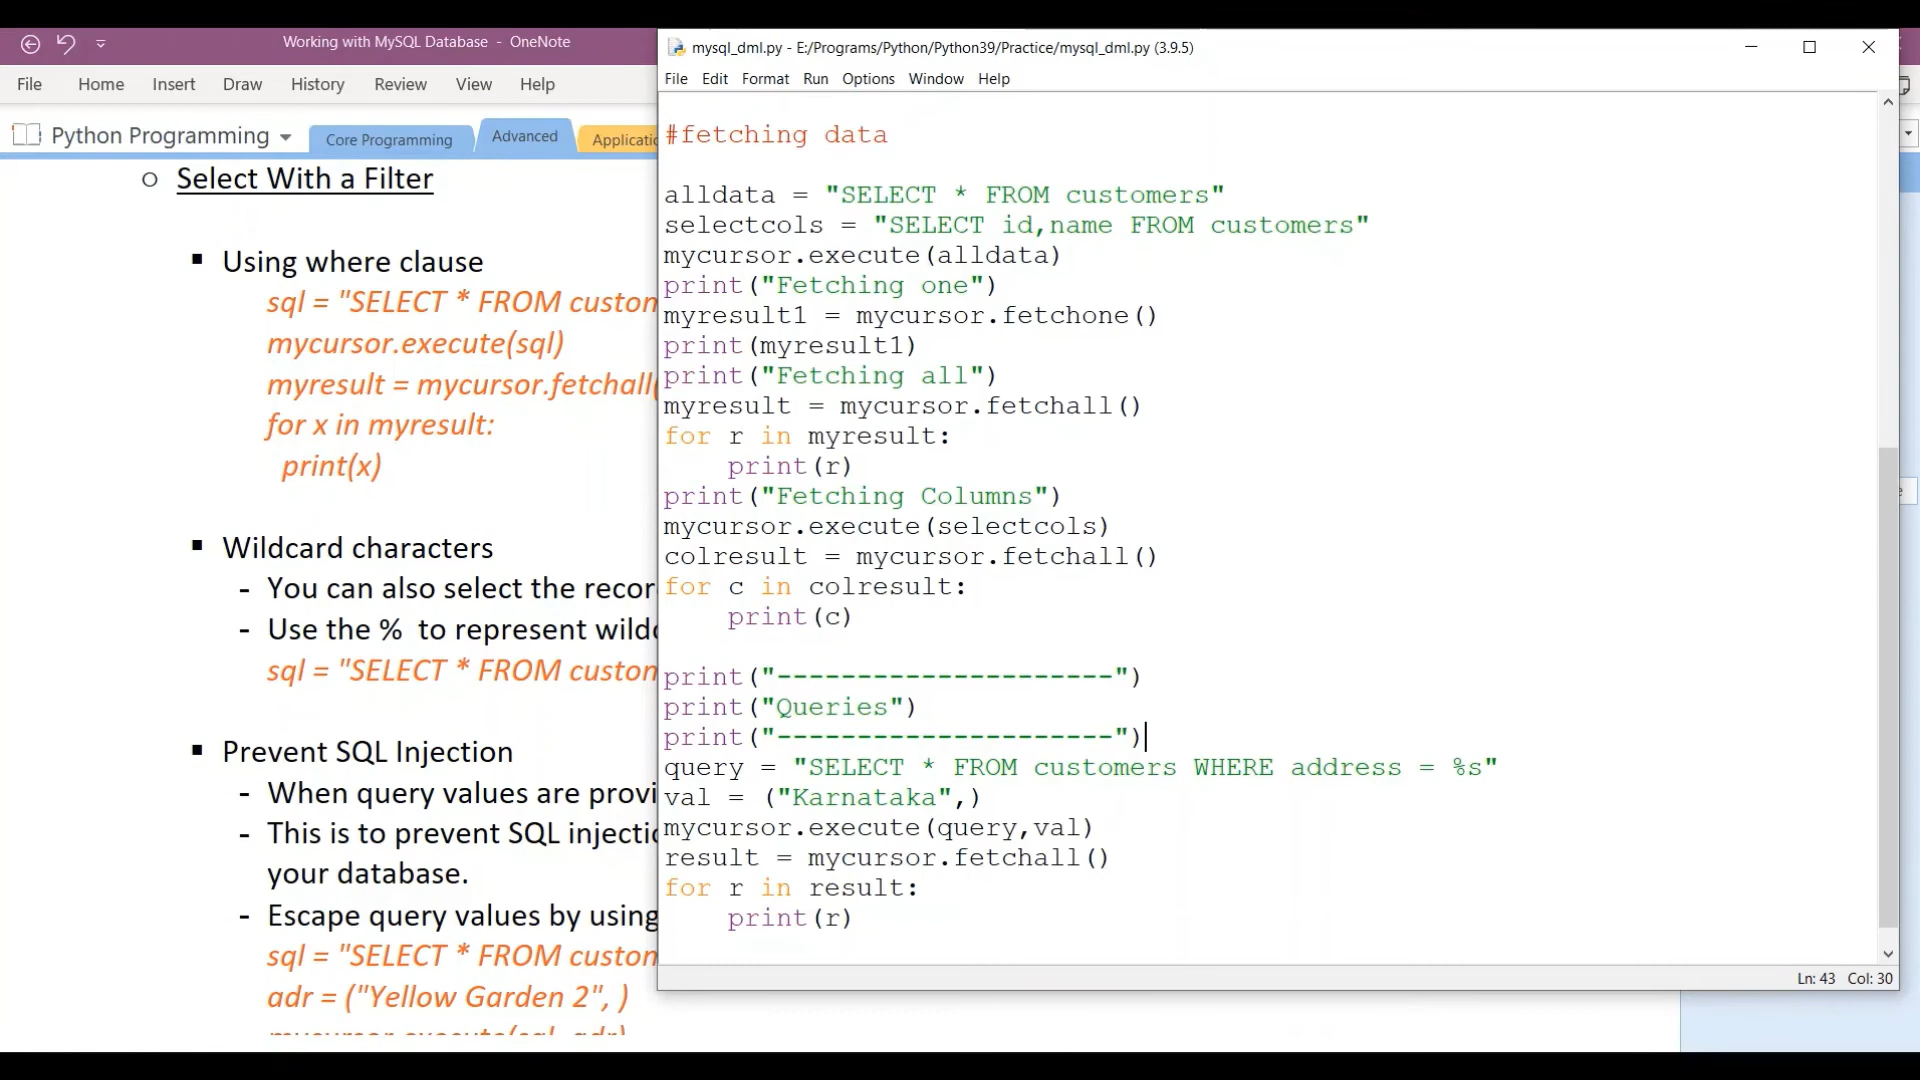 Working with MySQL Database - OneNote
File Home Insert Draw History Review View Help
Python Programming
Core Programming
Advanced
Select With a Filter
Using where clause
sql = "SELECT * FROM
mycursor.execute(sql)
myresult = mycursor.fetchall(
for x in myresult:
print(x)
Wildcard characters
- You can also select the
- Use the % to represent
sql = "SELECT * FROM
Prevent SQL Injection
- When query values are
- This is to prevent SQL
your database.
- Escape query values by using
sql = "SELECT * FROM
adr = ("Yellow Garden 2", )
mysql_dml.py - E:/Programs/Python/Python39/Practice/mysql_dml.py (3.9.5)
File Edit Format Run Options Window Help
#fetching data
alldata = "SELECT * FROM customers"
selectcols = "SELECT id,name FROM customers"
mycursor.execute(alldata)
print("Fetching one")
myresult1 = mycursor.fetchone()
print(myresult1)
print("Fetching all")
myresult = mycursor.fetchall()
for r in myresult:
    print(r)
print("Fetching Columns")
mycursor.execute(selectcols)
colresult = mycursor.fetchall()
for c in colresult:
    print(c)
print("---------------------")
print("Queries")
print("---------------------")
query = "SELECT * FROM customers WHERE address = %s"
val = ("Karnataka",)
mycursor.execute(query,val)
result = mycursor.fetchall()
for r in result:
    print(r)
Ln: 43 Col: 30